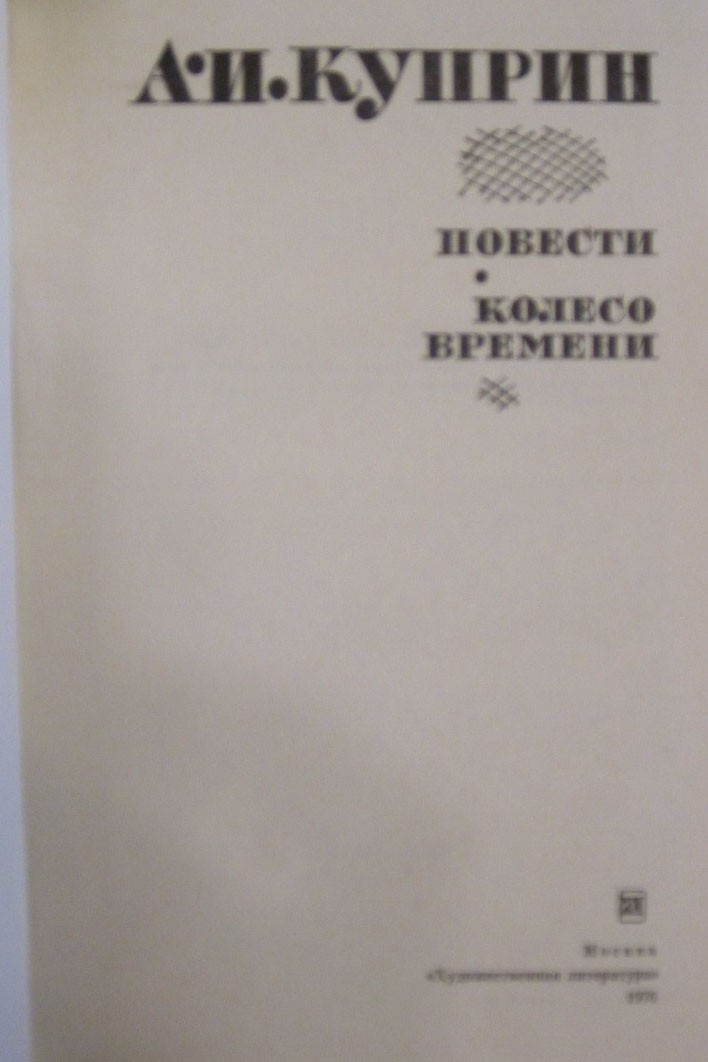 А.И.КУПРИН
ПОВЕСТИ
·
КОЛЕСО
ВРЕМЕНИ
Москва
«Художественная литература»